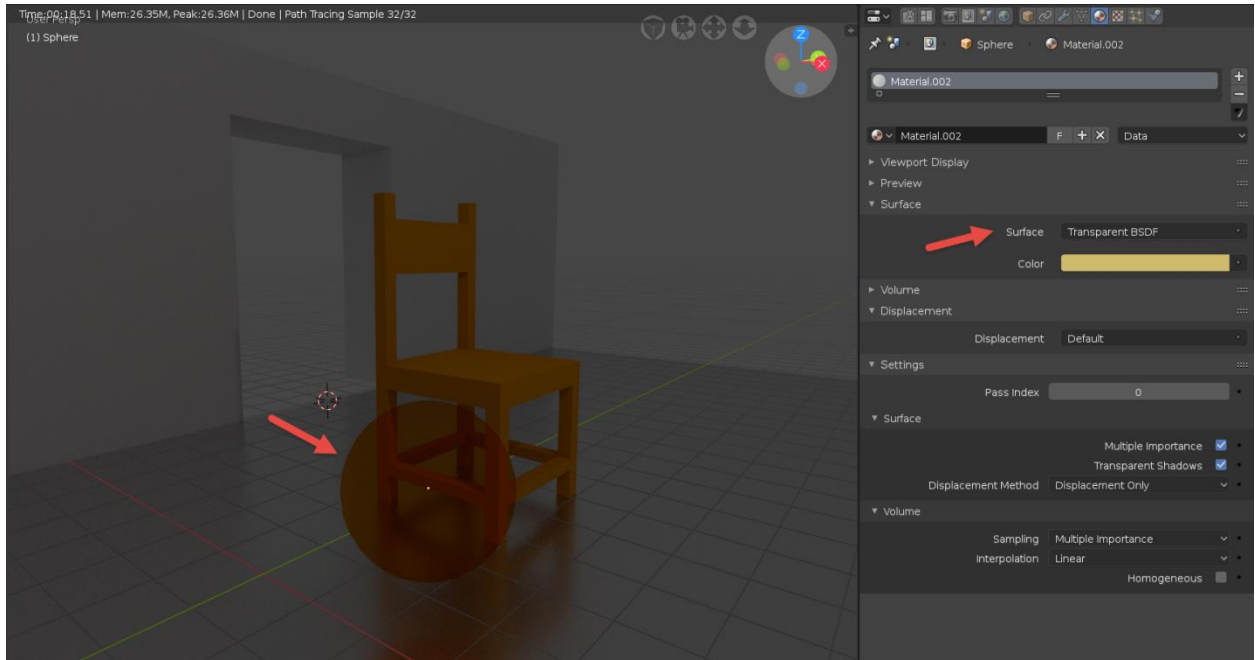 Time:00:18.51 | Mem:26.35M, Peak:26.36M | Done | Path Tracing Sample 32/32
User Persp
(1) Sphere
Z
X
Sphere
Material.002
Material.002
Material.002
F
Data
Viewport Display
Preview
Surface
Surface
Transparent BSDF
Color
Volume
Displacement
Displacement
Default
Settings
Pass Index
0
Surface
Multiple Importance
Transparent Shadows
Displacement Method
Displacement Only
Volume
Sampling
Multiple Importance
Interpolation
Linear
Homogeneous